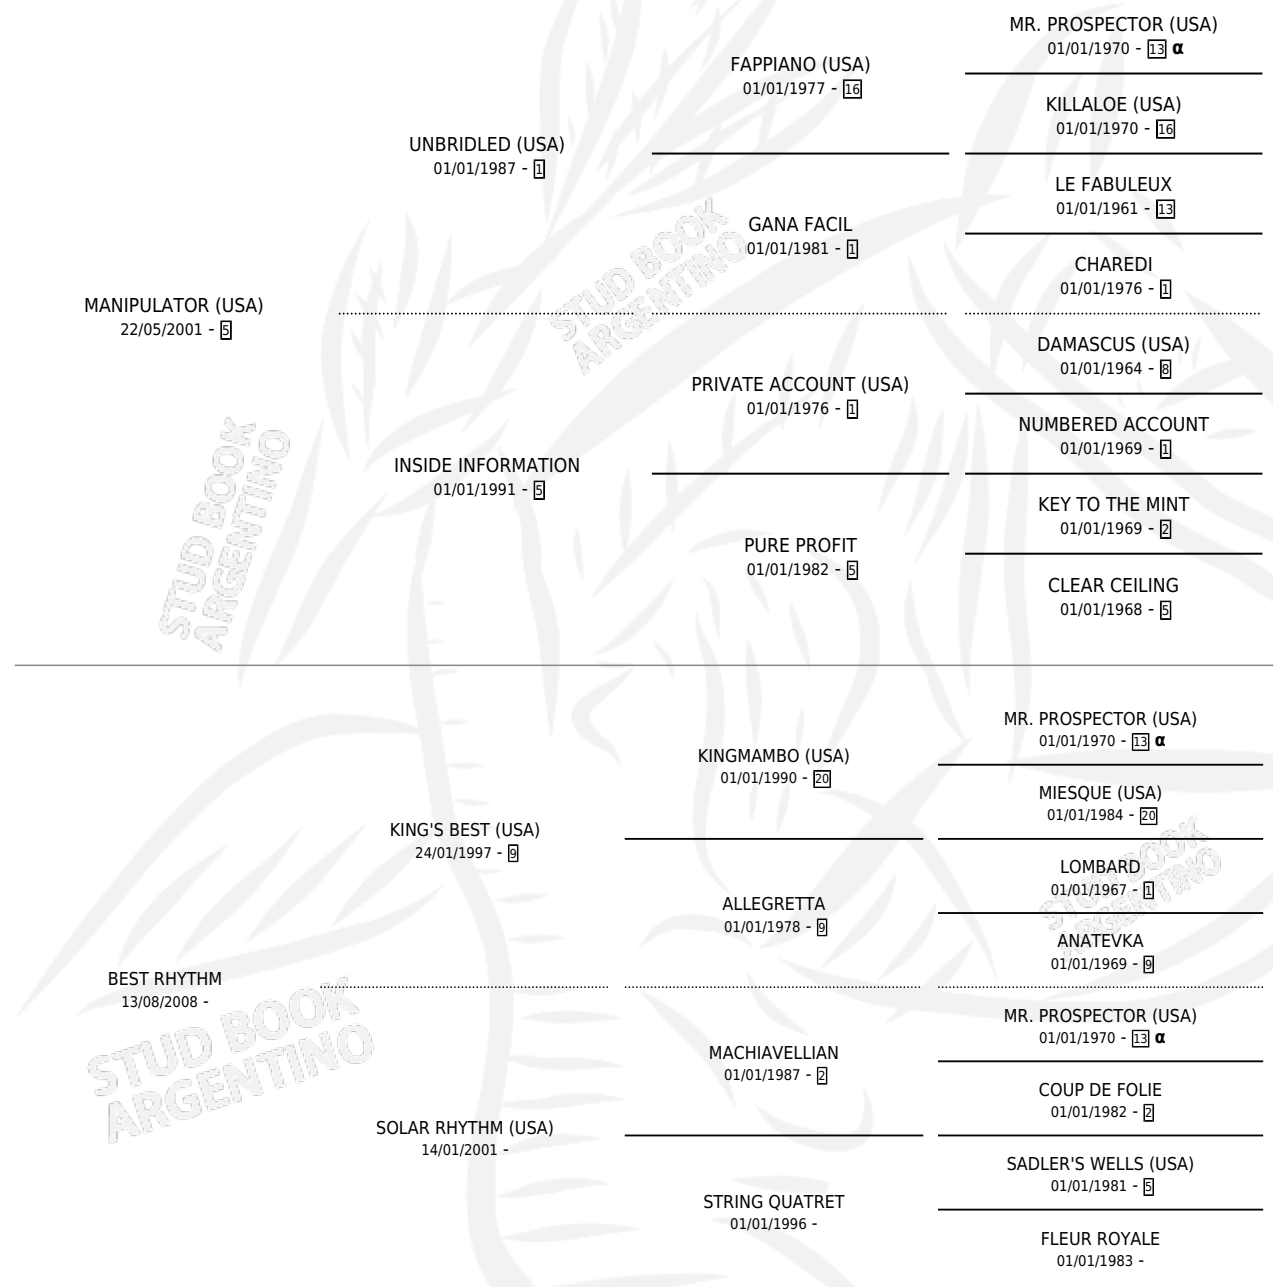 MR. PROSPECTOR (USA)
01/01/1970 - 13 α
FAPPIANO (USA)
01/01/1977 - 16
KILLALOE (USA)
01/01/1970 - 16
UNBRIDLED (USA)
01/01/1987 - 1
LE FABULEUX
01/01/1961 - 13
GANA FACIL
01/01/1981 - 1
CHAREDI
01/01/1976 - 1
MANIPULATOR (USA)
22/05/2001 - 5
DAMASCUS (USA)
01/01/1964 - 8
PRIVATE ACCOUNT (USA)
01/01/1976 - 1
NUMBERED ACCOUNT
01/01/1969 - 1
INSIDE INFORMATION
01/01/1991 - 5
KEY TO THE MINT
01/01/1969 - 2
PURE PROFIT
01/01/1982 - 5
CLEAR CEILING
01/01/1968 - 5
MR. PROSPECTOR (USA)
01/01/1970 - 13 α
KINGMAMBO (USA)
01/01/1990 - 20
MIESQUE (USA)
01/01/1984 - 20
KING'S BEST (USA)
24/01/1997 - 9
LOMBARD
01/01/1967 - 1
ALLEGRETTA
01/01/1978 - 9
ANATEVKA
01/01/1969 - 9
BEST RHYTHM
13/08/2008 -
MR. PROSPECTOR (USA)
01/01/1970 - 13 α
MACHIAVELLIAN
01/01/1987 - 2
COUP DE FOLIE
01/01/1982 - 2
SOLAR RHYTHM (USA)
14/01/2001 -
SADLER'S WELLS (USA)
01/01/1981 - 5
STRING QUATRET
01/01/1996 -
FLEUR ROYALE
01/01/1983 -
STUD BOOK
ARGENTINO
STUD BOOK
ARGENTINO
STUD BOOK
ARGENTINO
STUD BOOK
ARGENTINO